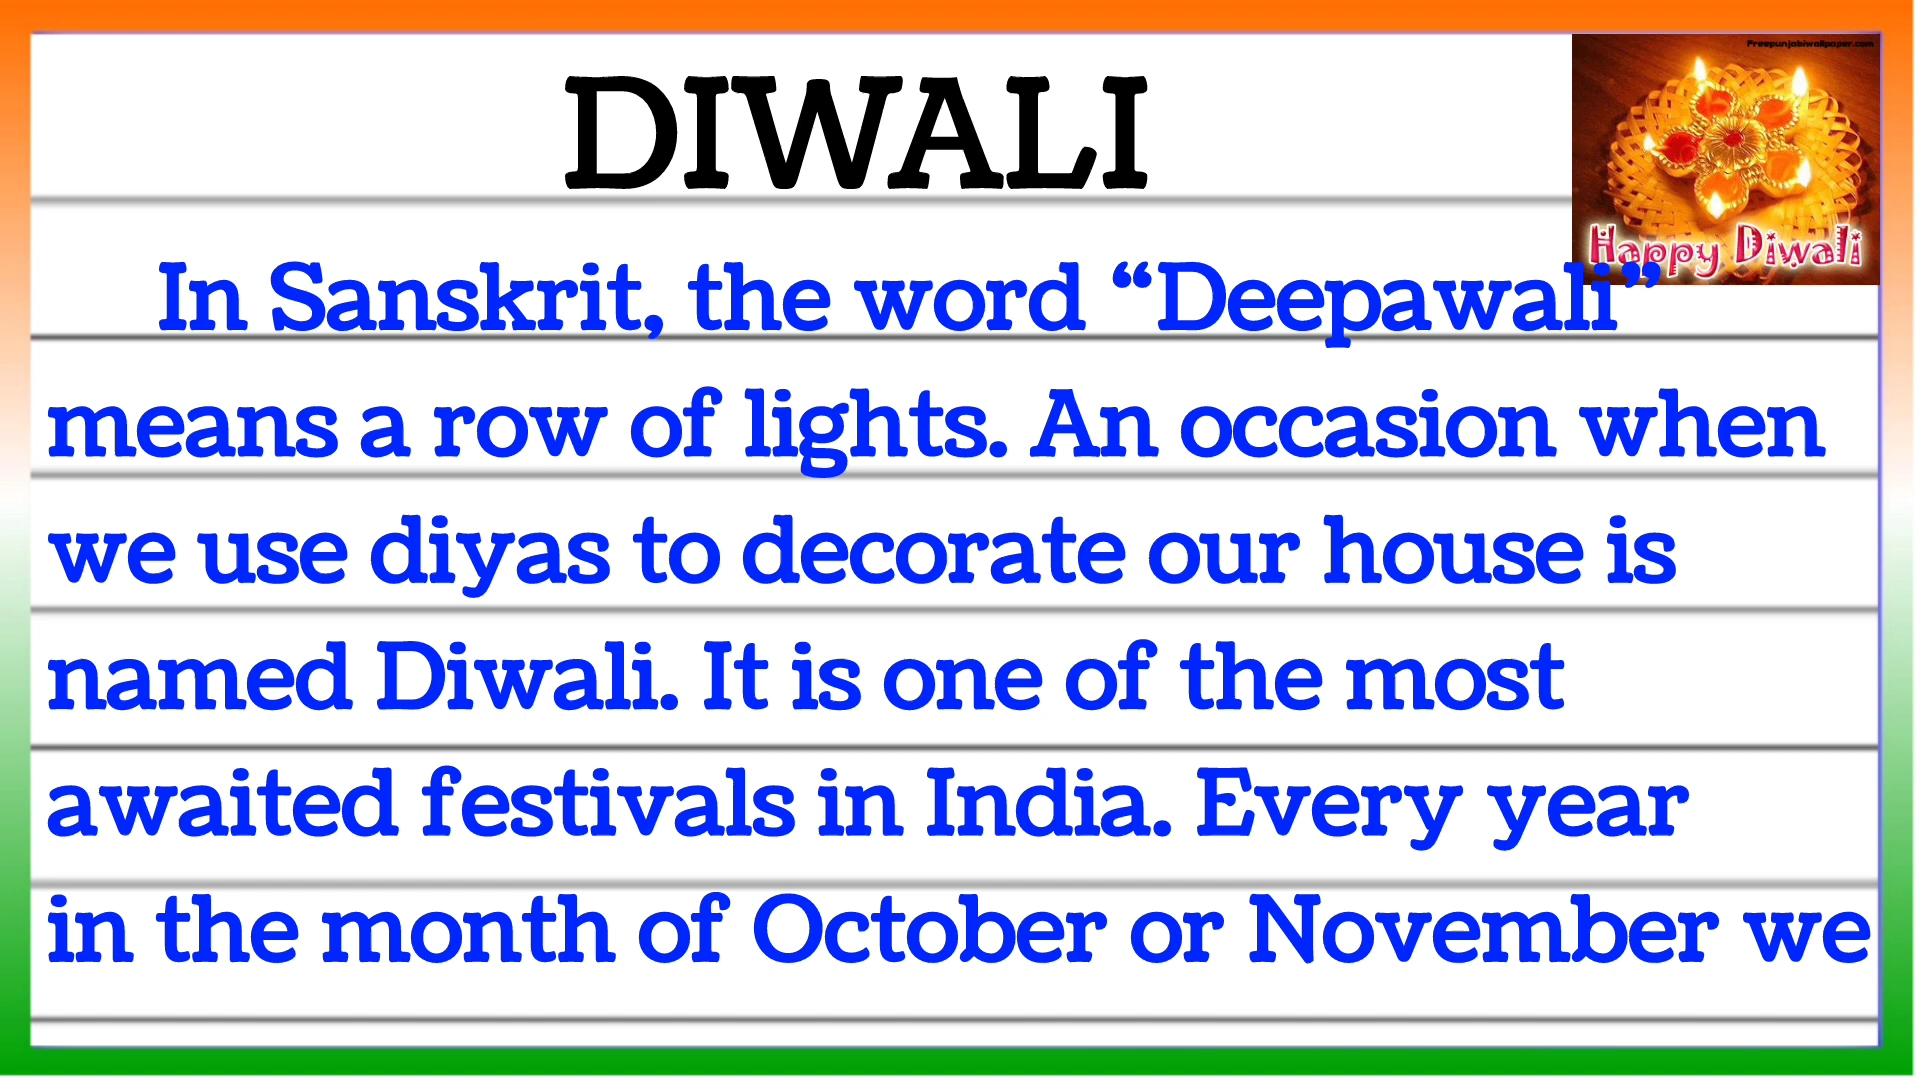 Freepunjabiwallpaper.com
DIWALI
Happy Diwali
In Sanskrit, the word “Deepawali”
means a row of lights. An occasion when
we use diyas to decorate our house is
named Diwali. It is one of the most
awaited festivals in India. Every year
in the month of October or November we